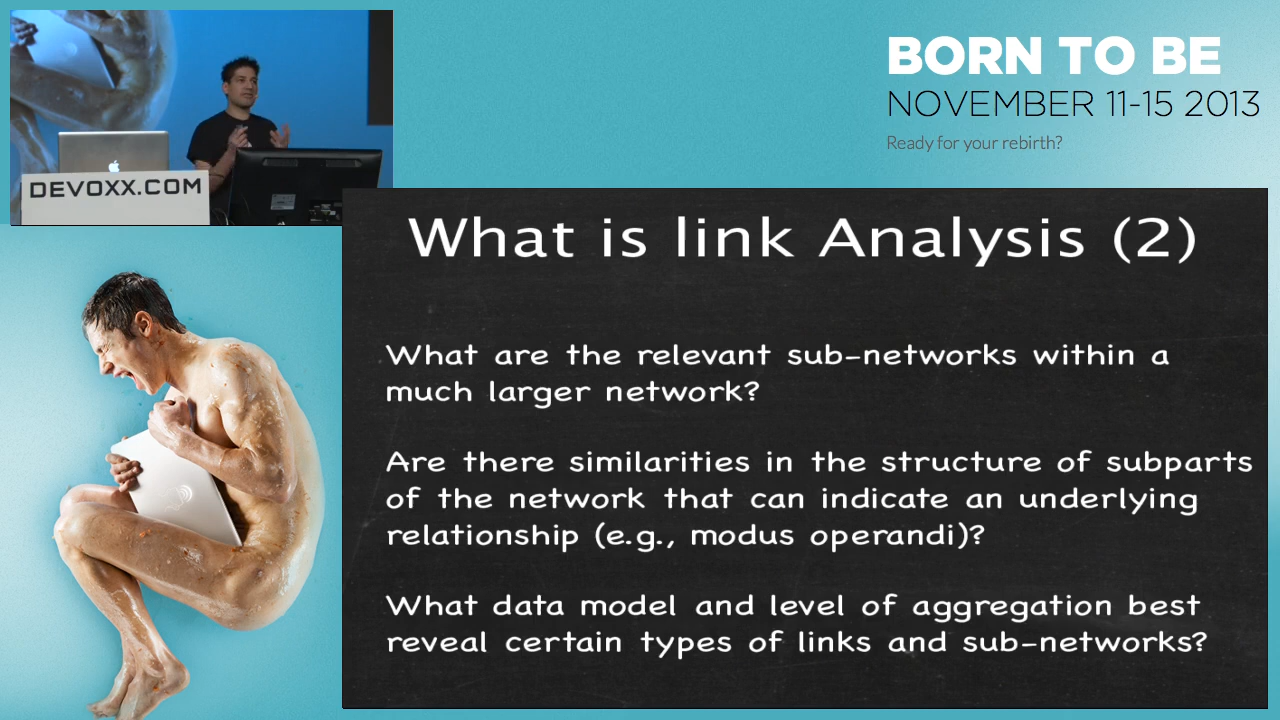 BORN TO BE
NOVEMBER 11-15 2013
Ready for your rebirth?
DEVOXX.COM
What is link Analysis (2)
What are the relevant sub-networks within a
much larger network?
Are there similarities in the structure of subparts
of the network that can indicate an underlying
relationship (e.g., modus operandi)?
What data model and level of aggregation best
reveal certain types of links and sub-networks?